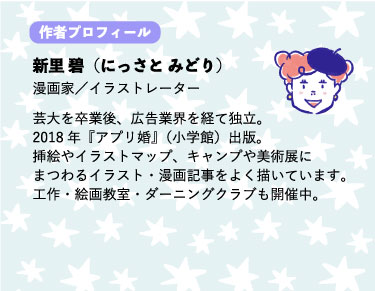 作者プロフィール
新里 碧（にっさと みどり）
漫画家／イラストレーター
芸大を卒業後、広告業界を経て独立。
2018年『アプリ婚』（小学館）出版。
挿絵やイラストマップ、キャンプや美術展に
まつわるイラスト・漫画記事をよく描いています。
工作・絵画教室・ダーニングクラブも開催中。